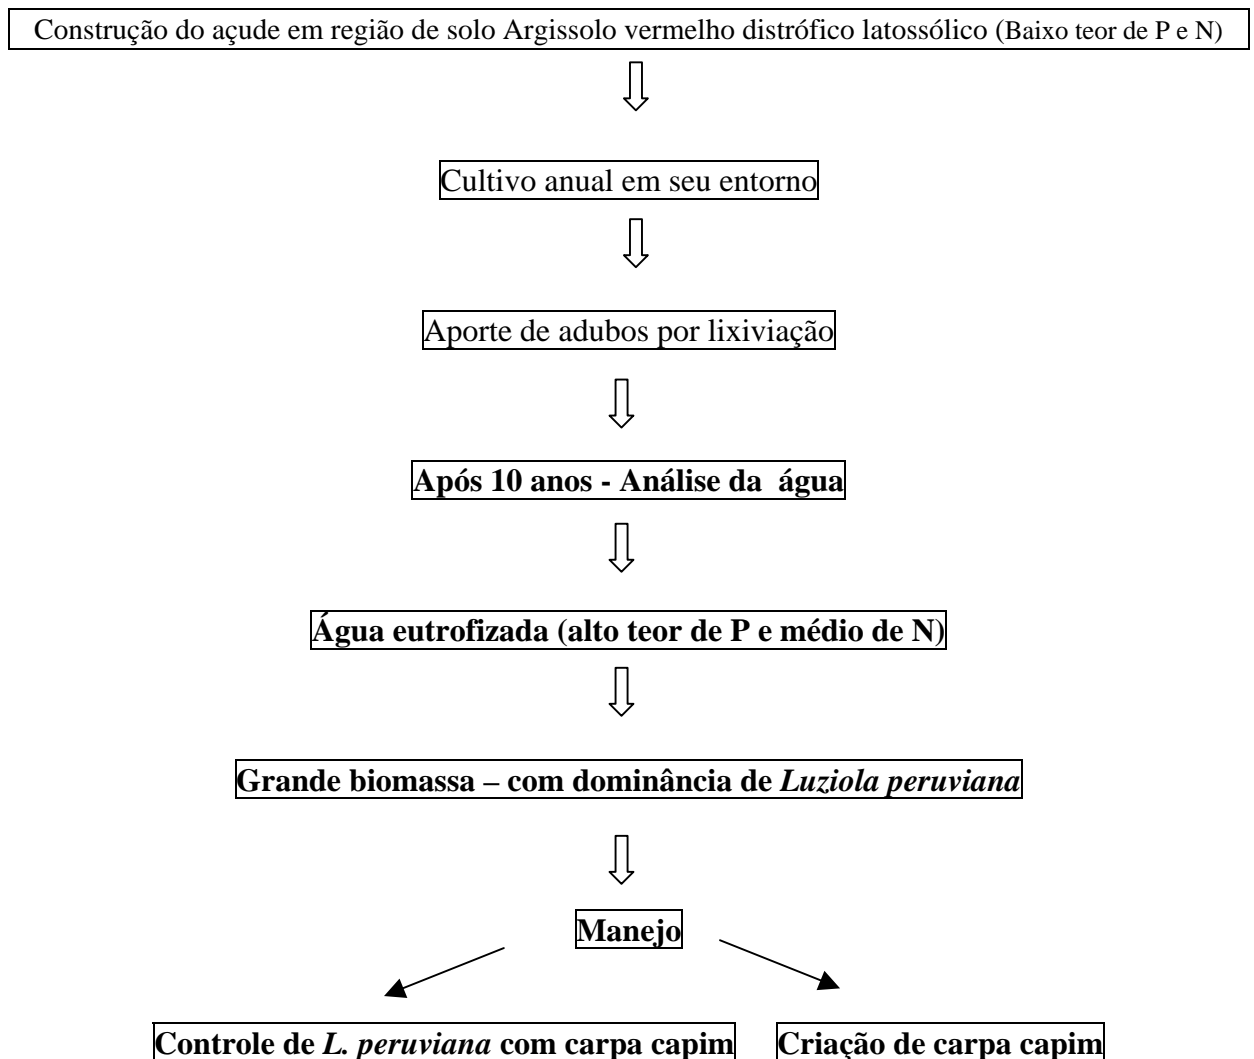 Construção do açude em região de solo Argissolo vermelho distrófico latossólico (Baixo teor de P e N)
Cultivo anual em seu entorno
Aporte de adubos por lixiviação
Após 10 anos - Análise da água
Água eutrofizada (alto teor de P e médio de N)
Grande biomassa – com dominância de Luziola peruviana
Manejo
Controle de L. peruviana com carpa capim
Criação de carpa capim